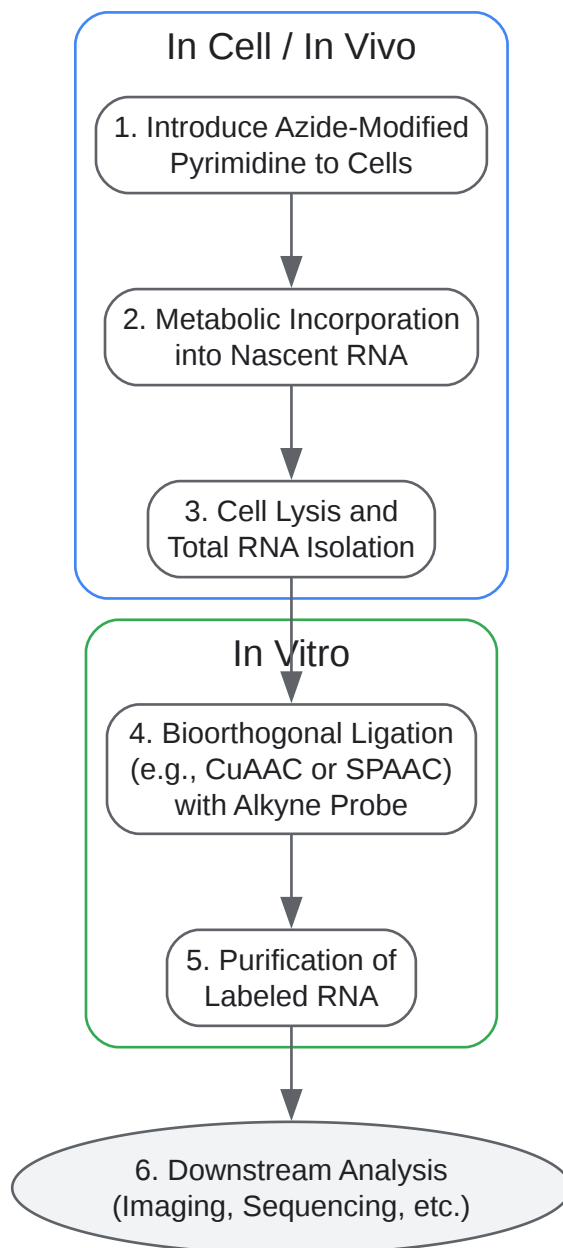 In Cell / In Vivo
1. Introduce Azide-Modified
Pyrimidine to Cells
2. Metabolic Incorporation
into Nascent RNA
3. Cell Lysis and
Total RNA Isolation
In Vitro
4. Bioorthogonal Ligation
(e.g., CuAAC or SPAAC)
with Alkyne Probe
5. Purification of
Labeled RNA
6. Downstream Analysis
(Imaging, Sequencing, etc.)